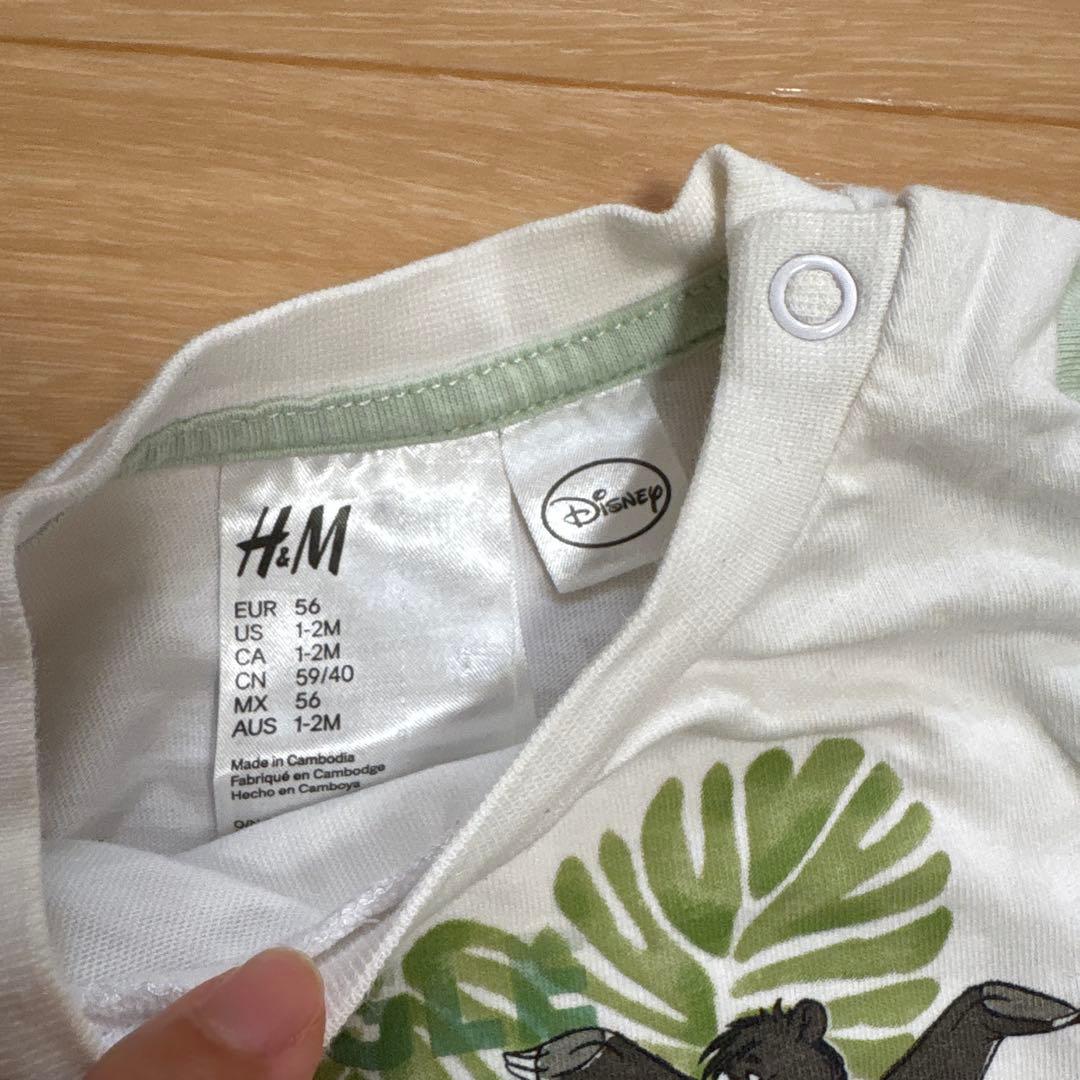 H&M
EUR 56
US 1-2M
CA 1-2M
CN 59/40
MX 56
AUS 1-2M
Made in Cambodia
Fabriqué en Cambodge
Hecho en Camboya
Disney